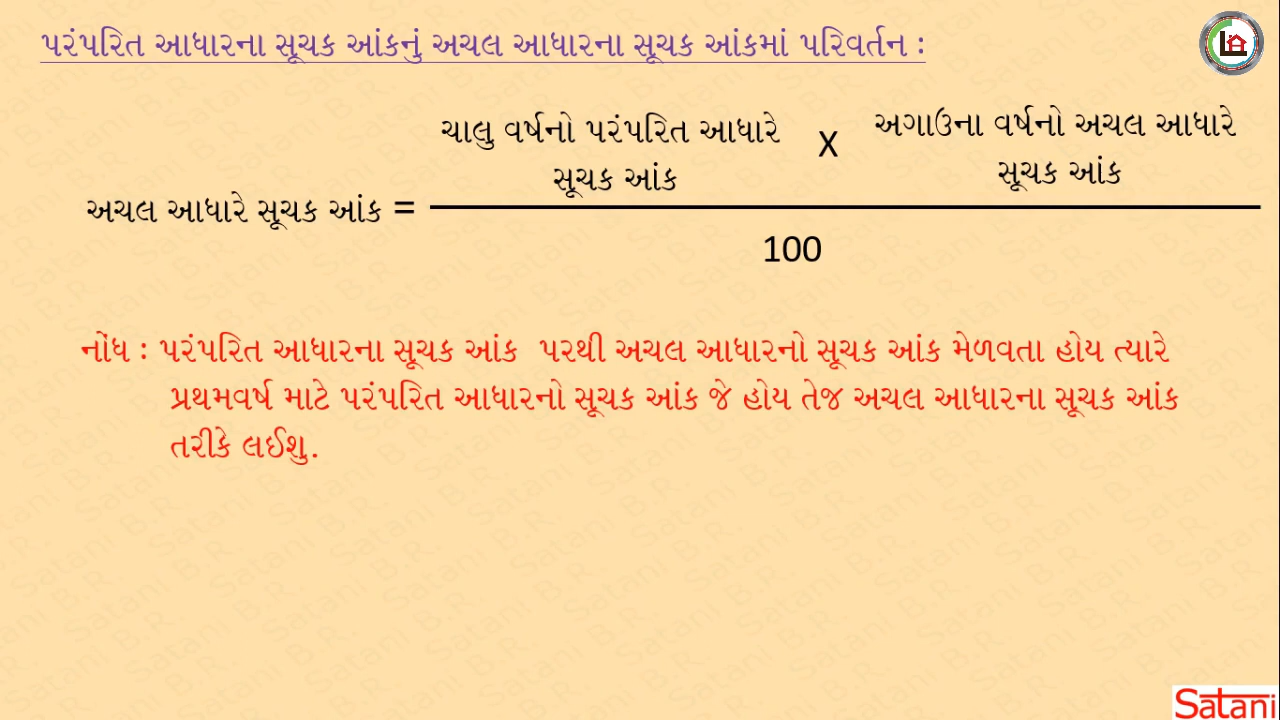 પરંપરિત આધારના સૂચક આંકનું અચલ આધારના સૂચક આંકમાં પરિવર્તન :
ચાલુ વર્ષનો પરંપરિત આધારે
સૂચક આંક
X
અગાઉના વર્ષનો અચલ આધારે
સૂચક આંક
અચલ આધારે સૂચક આંક =
100
નોંધ : પરંપરિત આધારના સૂચક આંક પરથી અચલ આધારનો સૂચક આંક મેળવતા હોય ત્યારે
પ્રથમવર્ષ માટે પરંપરિત આધારનો સૂચક આંક જે હોય તેજ અચલ આધારના સૂચક આંક
તરીકે લઈશુ.
Satani